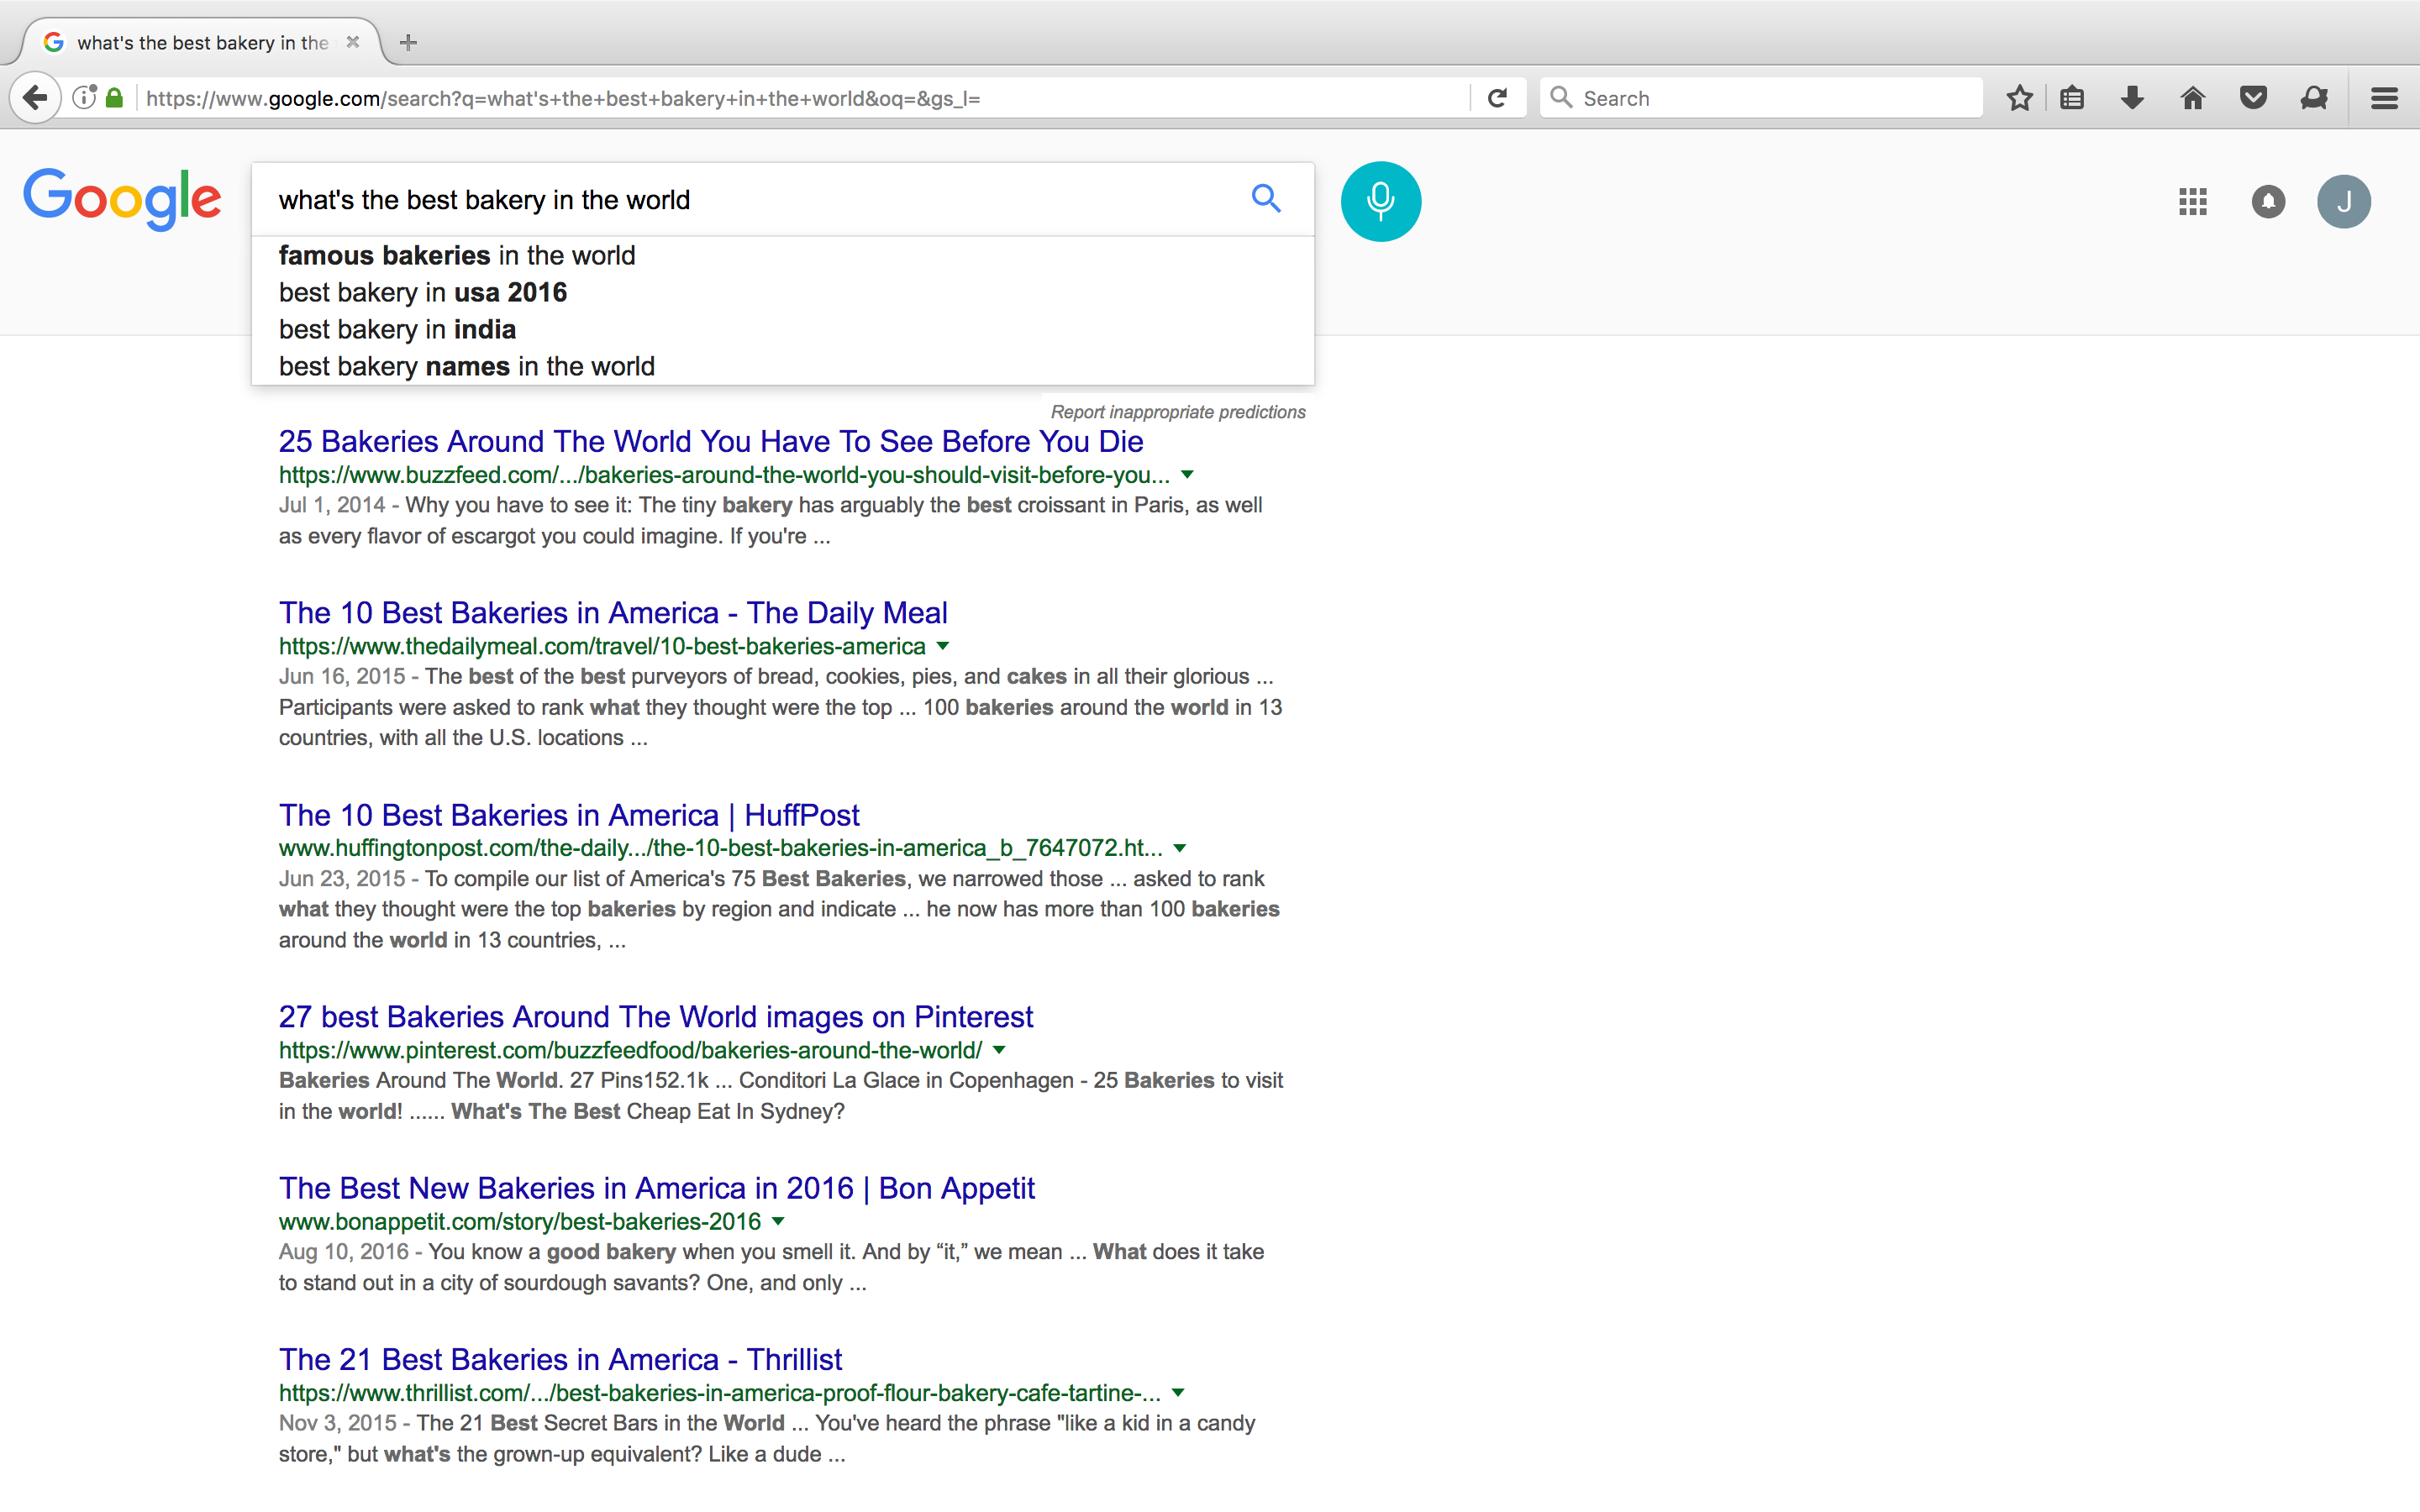 what's the best bakery in the
https://www.google.com/search?q=what's+the+best+bakery+in+the+world&oq=&gs_l=
Search
Google
what's the best bakery in the world
J
famous bakeries in the world
best bakery in usa 2016
best bakery in india
best bakery names in the world
Report inappropriate predictions
25 Bakeries Around The World You Have To See Before You Die
https://www.buzzfeed.com/.../bakeries-around-the-world-you-should-visit-before-you...
Jul 1, 2014 - Why you have to see it: The tiny bakery has arguably the best croissant in Paris, as well
as every flavor of escargot you could imagine. If you're ...
The 10 Best Bakeries in America - The Daily Meal
https://www.thedailymeal.com/travel/10-best-bakeries-america
Jun 16, 2015 - The best of the best purveyors of bread, cookies, pies, and cakes in all their glorious ...
Participants were asked to rank what they thought were the top ... 100 bakeries around the world in 13
countries, with all the U.S. locations ...
The 10 Best Bakeries in America | HuffPost
www.huffingtonpost.com/the-daily.../the-10-best-bakeries-in-america_b_7647072.ht...
Jun 23, 2015 - To compile our list of America's 75 Best Bakeries, we narrowed those ... asked to rank
what they thought were the top bakeries by region and indicate ... he now has more than 100 bakeries
around the world in 13 countries, ...
27 best Bakeries Around The World images on Pinterest
https://www.pinterest.com/buzzfeedfood/bakeries-around-the-world/
Bakeries Around The World. 27 Pins152.1k ... Conditori La Glace in Copenhagen - 25 Bakeries to visit
in the world! ...... What's The Best Cheap Eat In Sydney?
The Best New Bakeries in America in 2016 | Bon Appetit
www.bonappetit.com/story/best-bakeries-2016
Aug 10, 2016 - You know a good bakery when you smell it. And by “it,” we mean ... What does it take
to stand out in a city of sourdough savants? One, and only ...
The 21 Best Bakeries in America - Thrillist
https://www.thrillist.com/.../best-bakeries-in-america-proof-flour-bakery-cafe-tartine-...
Nov 3, 2015 - The 21 Best Secret Bars in the World ... You've heard the phrase "like a kid in a candy
store," but what's the grown-up equivalent? Like a dude ...